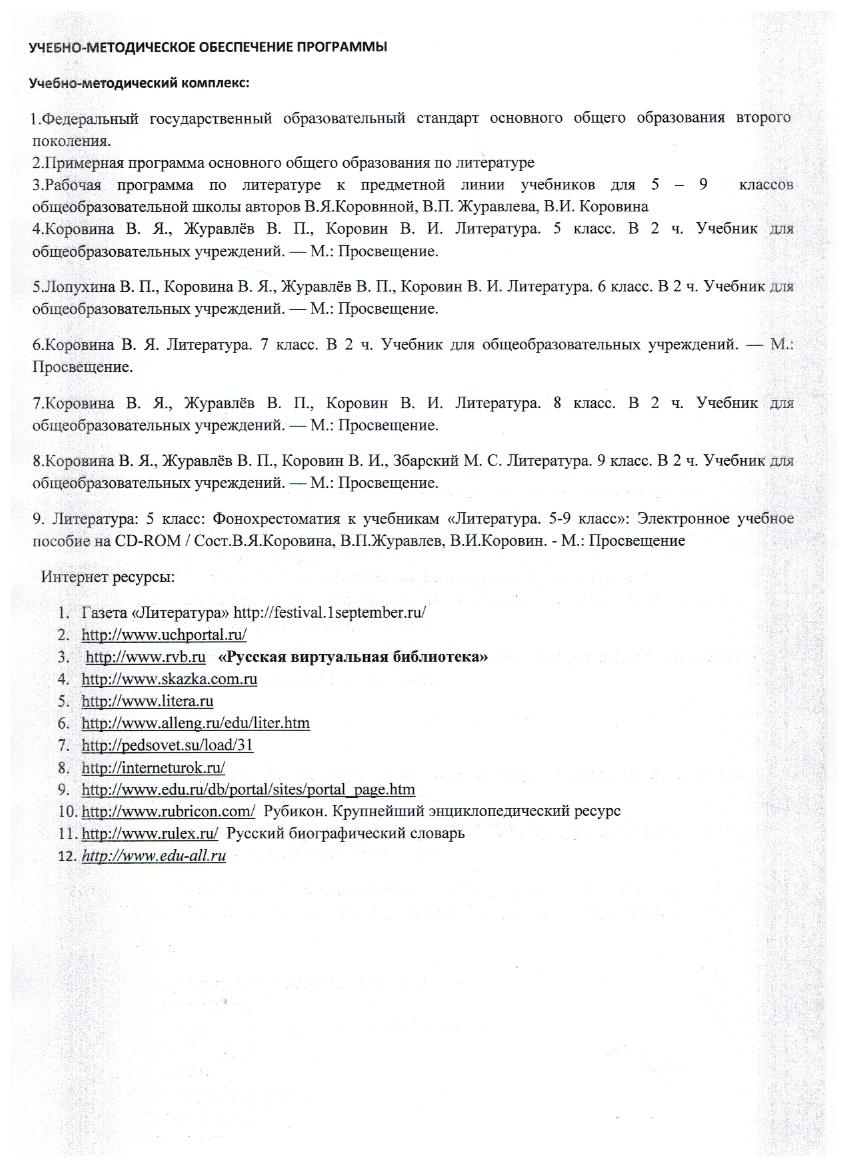 УЧЕБНО-МЕТОДИЧЕСКОЕ ОБЕСПЕЧЕНИЕ ПРОГРАММЫ
Учебно-методический комплекс:
1.Федеральный государственный образовательный стандарт основного общего образования второго
поколения.
2.Примерная программа основного общего образования по литературе
3.Рабочая программа по литературе к предметной линии учебников для 5 – 9 классов
общеобразовательной школы авторов В.Я.Коровнной, В.П. Журавлева, В.И. Коровина
4.Коровина В. Я., Журавлёв В. П., Коровин В. И. Литература. 5 класс. В 2 ч. Учебник для
общеобразовательных учреждений. — М.: Просвещение.
5.Лопухина В. П., Коровина В. Я., Журавлёв В. П., Коровин В. И. Литература. 6 класс. В 2 ч. Учебник для
общеобразовательных учреждений. — М.: Просвещение.
6.Коровина В. Я. Литература. 7 класс. В 2 ч. Учебник для общеобразовательных учреждений. — М.:
Просвещение.
7.Коровина В. Я., Журавлёв В. П., Коровин В. И. Литература. 8 класс. В 2 ч. Учебник для
общеобразовательных учреждений. — М.: Просвещение.
8.Коровина В. Я., Журавлёв В. П., Коровин В. И., Збарский М. С. Литература. 9 класс. В 2 ч. Учебник для
общеобразовательных учреждений. — М.: Просвещение.
9. Литература: 5 класс: Фонохрестоматия к учебникам «Литература. 5-9 класс»: Электронное учебное
пособие на CD-ROM / Сост.В.Я.Коровина, В.П.Журавлев, В.И.Коровин. - М.: Просвещение
Интернет ресурсы:
1. Газета «Литература» http://festival.1september.ru/
2. http://www.uchportal.ru/
3. http://www.rvb.ru «Русская виртуальная библиотека»
4. http://www.skazka.com.ru
5. http://www.litera.ru
6. http://www.alleng.ru/edu/liter.htm
7. http://pedsovet.su/load/31
8. http://interneturok.ru/
9. http://www.edu.ru/db/portal/sites/portal_page.htm
10. http://www.rubricon.com/ Рубикон. Крупнейший энциклопедический ресурс
11. http://www.rulex.ru/ Русский биографический словарь
12. http://www.edu-all.ru